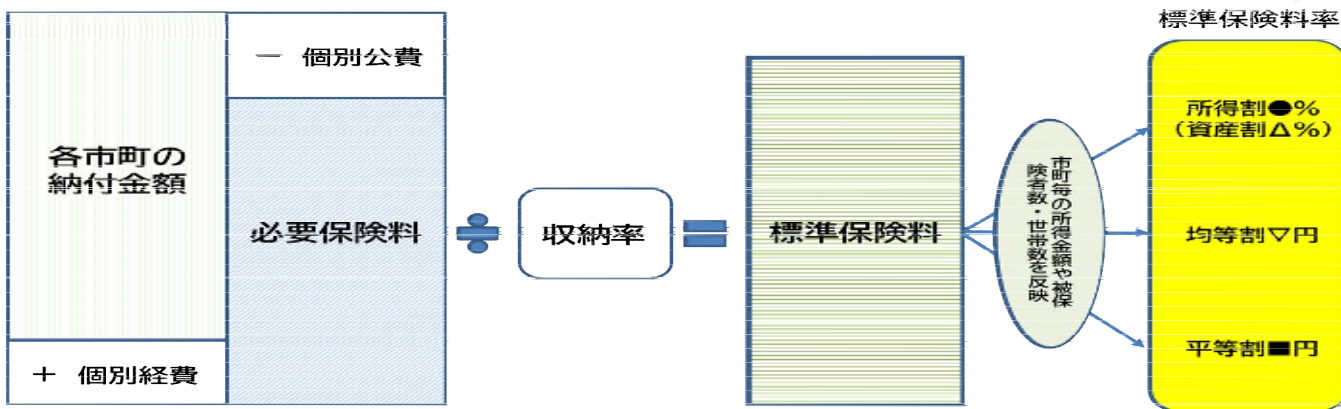 標準保険料率
－ 個別公費
各市町の
納付金額
必要保険料
＋ 個別経費
÷
収納率
＝
標準保険料
市町毎の所得金額や被保
険者数・世帯数を反映
所得割●%
（資産割△%）
均等割▽円
平等割■円